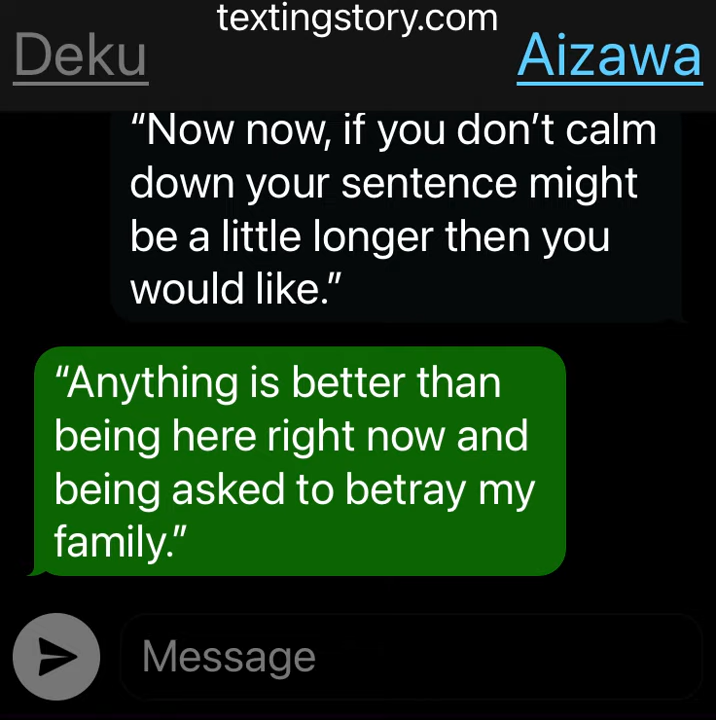 textingstory.com
Deku
Aizawa
“Now now, if you don’t calm
down your sentence might
be a little longer then you
would like.”
“Anything is better than
being here right now and
being asked to betray my
family.”
Message